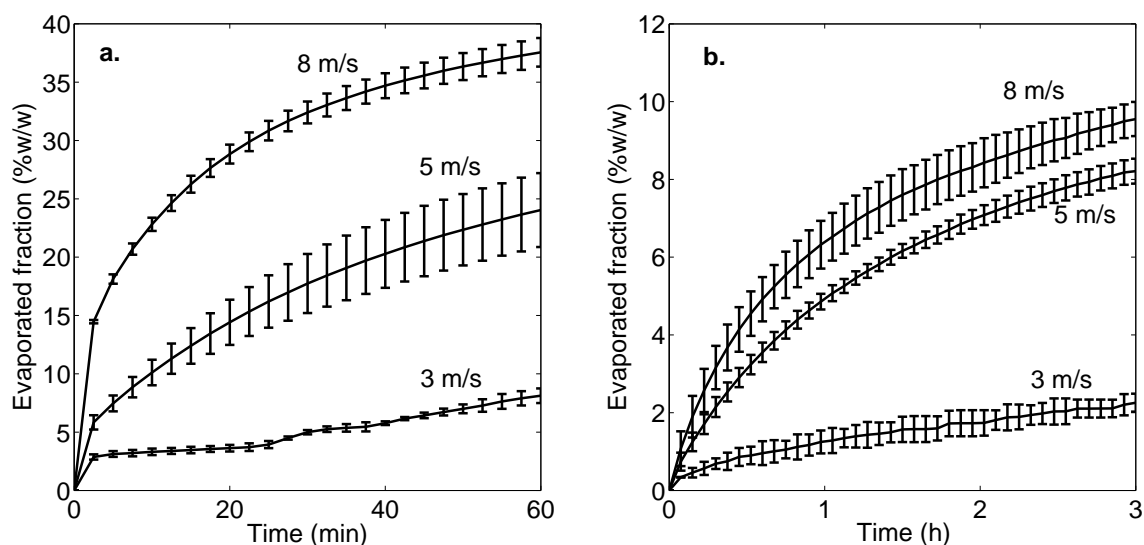 a.
8 m/s
5 m/s
3 m/s
Evaporated fraction (%w/w)
40
35
30
25
20
15
10
5
0
0 20 40 60
Time (min)
b.
8 m/s
5 m/s
3 m/s
Evaporated fraction (%w/w)
12
10
8
6
4
2
0
0 1 2 3
Time (h)